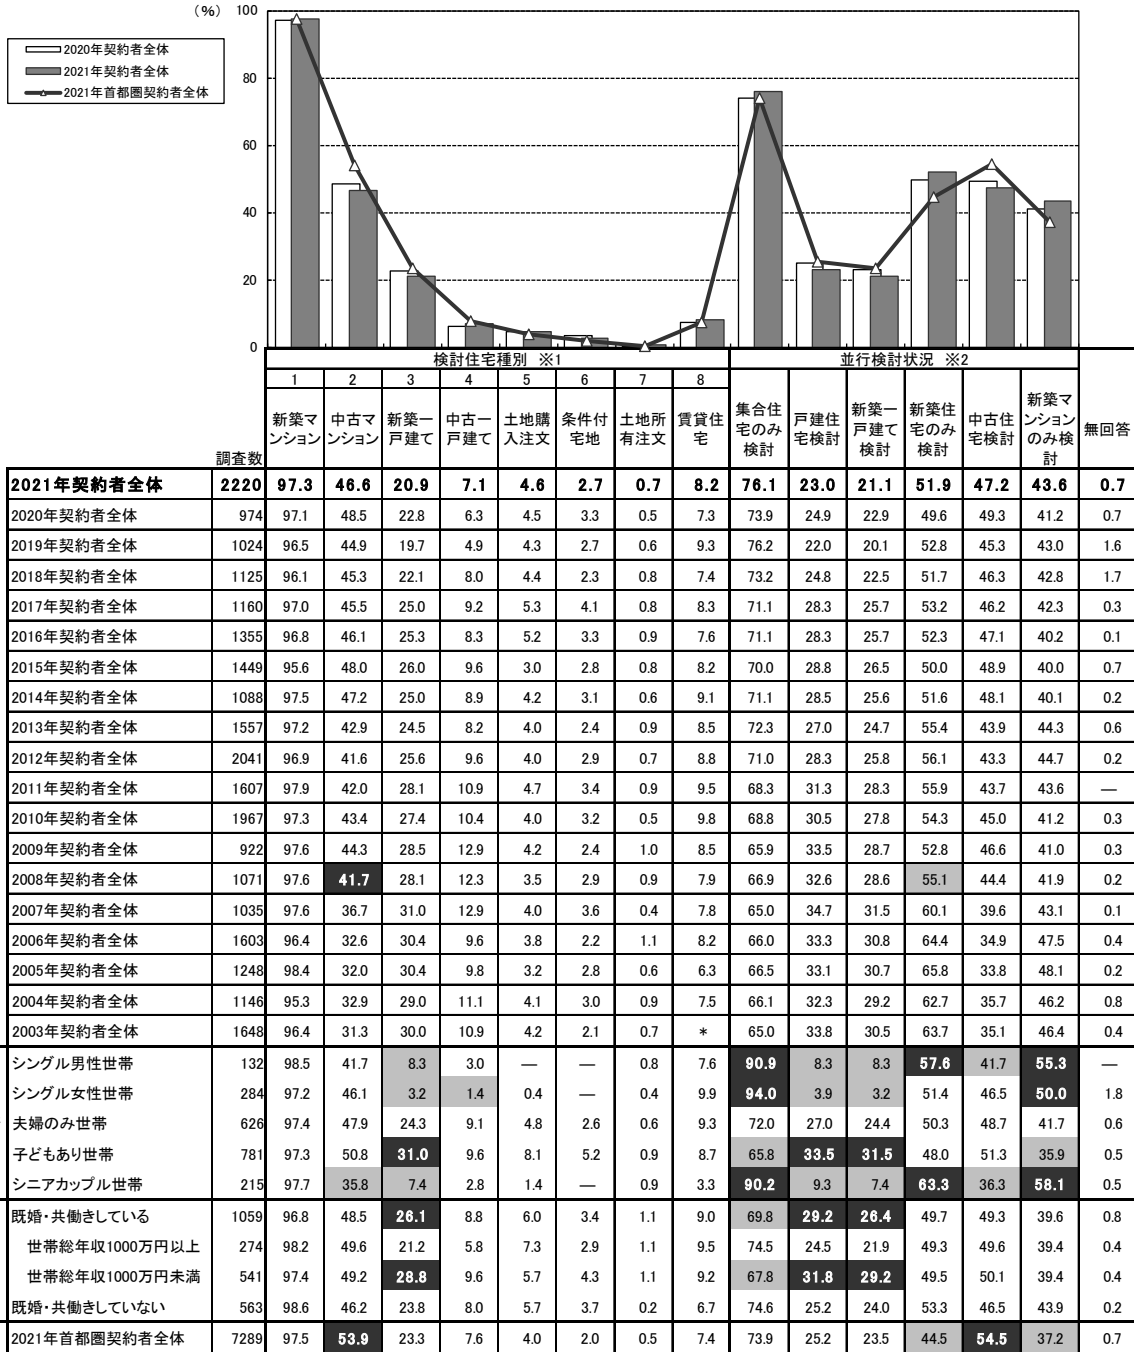 （%）
100
80
60
40
20
0
2020年契約者全体
2021年契約者全体
2021年首都圏契約者全体
検討住宅種別 ※1 並行検討状況 ※2
1 2 3 4 5 6 7 8
調査数 新築マンション 中古マンション 新築一戸建て 中古一戸建て 土地購入注文 条件付宅地 土地所有注文 賃貸住宅 集合住宅のみ検討 戸建住宅検討 新築一戸建て検討 新築住宅のみ検討 中古住宅検討 新築マンションのみ検討 無回答
2021年契約者全体 2220 97.3 46.6 20.9 7.1 4.6 2.7 0.7 8.2 76.1 23.0 21.1 51.9 47.2 43.6 0.7
2020年契約者全体 974 97.1 48.5 22.8 6.3 4.5 3.3 0.5 7.3 73.9 24.9 22.9 49.6 49.3 41.2 0.7
2019年契約者全体 1024 96.5 44.9 19.7 4.9 4.3 2.7 0.6 9.3 76.2 22.0 20.1 52.8 45.3 43.0 1.6
2018年契約者全体 1125 96.1 45.3 22.1 8.0 4.4 2.3 0.8 7.4 73.2 24.8 22.5 51.7 46.3 42.8 1.7
2017年契約者全体 1160 97.0 45.5 25.0 9.2 5.3 4.1 0.8 8.3 71.1 28.3 25.7 53.2 46.2 42.3 0.3
2016年契約者全体 1355 96.8 46.1 25.3 8.3 5.2 3.3 0.9 7.6 71.1 28.3 25.7 52.3 47.1 40.2 0.1
2015年契約者全体 1449 95.6 48.0 26.0 9.6 3.0 2.8 0.8 8.2 70.0 28.8 26.5 50.0 48.9 40.0 0.7
2014年契約者全体 1088 97.5 47.2 25.0 8.9 4.2 3.1 0.6 9.1 71.1 28.5 25.6 51.6 48.1 40.1 0.2
2013年契約者全体 1557 97.2 42.9 24.5 8.2 4.0 2.4 0.9 8.5 72.3 27.0 24.7 55.4 43.9 44.3 0.6
2012年契約者全体 2041 96.9 41.6 25.6 9.6 4.0 2.9 0.7 8.8 71.0 28.3 25.8 56.1 43.3 44.7 0.2
2011年契約者全体 1607 97.9 42.0 28.1 10.9 4.7 3.4 0.9 9.5 68.3 31.3 28.3 55.9 43.7 43.6 —
2010年契約者全体 1967 97.3 43.4 27.4 10.4 4.0 3.2 0.5 9.8 68.8 30.5 27.8 54.3 45.0 41.2 0.3
2009年契約者全体 922 97.6 44.3 28.5 12.9 4.2 2.4 1.0 8.5 65.9 33.5 28.7 52.8 46.6 41.0 0.3
2008年契約者全体 1071 97.6 41.7 28.1 12.3 3.5 2.9 0.9 7.9 66.9 32.6 28.6 55.1 44.4 41.9 0.2
2007年契約者全体 1035 97.6 36.7 31.0 12.9 4.0 3.6 0.4 7.8 65.0 34.7 31.5 60.1 39.6 43.1 0.1
2006年契約者全体 1603 96.4 32.6 30.4 9.6 3.8 2.2 1.1 8.2 66.0 33.3 30.8 64.4 34.9 47.5 0.4
2005年契約者全体 1248 98.4 32.0 30.4 9.8 3.2 2.8 0.6 6.3 66.5 33.1 30.7 65.8 33.8 48.1 0.2
2004年契約者全体 1146 95.3 32.9 29.0 11.1 4.1 3.0 0.9 7.5 66.1 32.3 29.2 62.7 35.7 46.2 0.8
2003年契約者全体 1648 96.4 31.3 30.0 10.9 4.2 2.1 0.7 * 65.0 33.8 30.5 63.7 35.1 46.4 0.4
シングル男性世帯 132 98.5 41.7 8.3 3.0 — — 0.8 7.6 90.9 8.3 8.3 57.6 41.7 55.3 —
シングル女性世帯 284 97.2 46.1 3.2 1.4 0.4 — 0.4 9.9 94.0 3.9 3.2 51.4 46.5 50.0 1.8
夫婦のみ世帯 626 97.4 47.9 24.3 9.1 4.8 2.6 0.6 9.3 72.0 27.0 24.4 50.3 48.7 41.7 0.6
子どもあり世帯 781 97.3 50.8 31.0 9.6 8.1 5.2 0.9 8.7 65.8 33.5 31.5 48.0 51.3 35.9 0.5
シニアカップル世帯 215 97.7 35.8 7.4 2.8 1.4 — 0.9 3.3 90.2 9.3 7.4 63.3 36.3 58.1 0.5
既婚・共働きしている 1059 96.8 48.5 26.1 8.8 6.0 3.4 1.1 9.0 69.8 29.2 26.4 49.7 49.3 39.6 0.8
世帯総年収1000万円以上 274 98.2 49.6 21.2 5.8 7.3 2.9 1.1 9.5 74.5 24.5 21.9 49.3 49.6 39.4 0.4
世帯総年収1000万円未満 541 97.4 49.2 28.8 9.6 5.7 4.3 1.1 9.2 67.8 31.8 29.2 49.5 50.1 39.4 0.4
既婚・共働きしていない 563 98.6 46.2 23.8 8.0 5.7 3.7 0.2 6.7 74.6 25.2 24.0 53.3 46.5 43.9 0.2
2021年首都圏契約者全体 7289 97.5 53.9 23.3 7.6 4.0 2.0 0.5 7.4 73.9 25.2 23.5 44.5 54.5 37.2 0.7